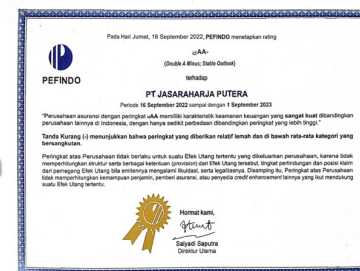 Pada Hari Jumat, 16 September 2022, PEFINDO menetapkan rating
idAA-
(Double A Minus; Stable Outlook)
terhadap
PEFINDO
PT JASARAHARJA PUTERA
Periode 16 September 2022 sampai dengan 1 September 2023
"Perusahaan asuransi dengan peringkat idAA memiliki karakteristik keamanan keuangan yang sangat kuat dibandingkan
perusahaan lainnya di Indonesia, dengan hanya sedikit perbedaan dibandingkan peringkat yang lebih tinggi."
Tanda Kurang (-) menunjukkan bahwa peringkat yang diberikan relatif lemah dan di bawah rata-rata kategori yang
bersangkutan.
Peringkat atas Perusahaan tidak berlaku untuk suatu Efek Utang tertentu yang dikeluarkan perusahaan, karena tidak
memperhitungkan struktur serta berbagai ketentuan (provision) dari Efek Utang tersebut, tingkat perlindungan dan posisi klaim
dari pemegang Efek Utang bila emitennya mengalami likuidasi, serta legalitasnya. Disamping itu, Peringkat atas Perusahaan
tidak memperhitungkan kemampuan penjamin, pemberi asuransi, atau penyedia credit enhancement lainnya yang ikut mendukung
suatu Efek Utang tertentu.
Hormat kami,
Salyadi Saputra
Direktur Utama